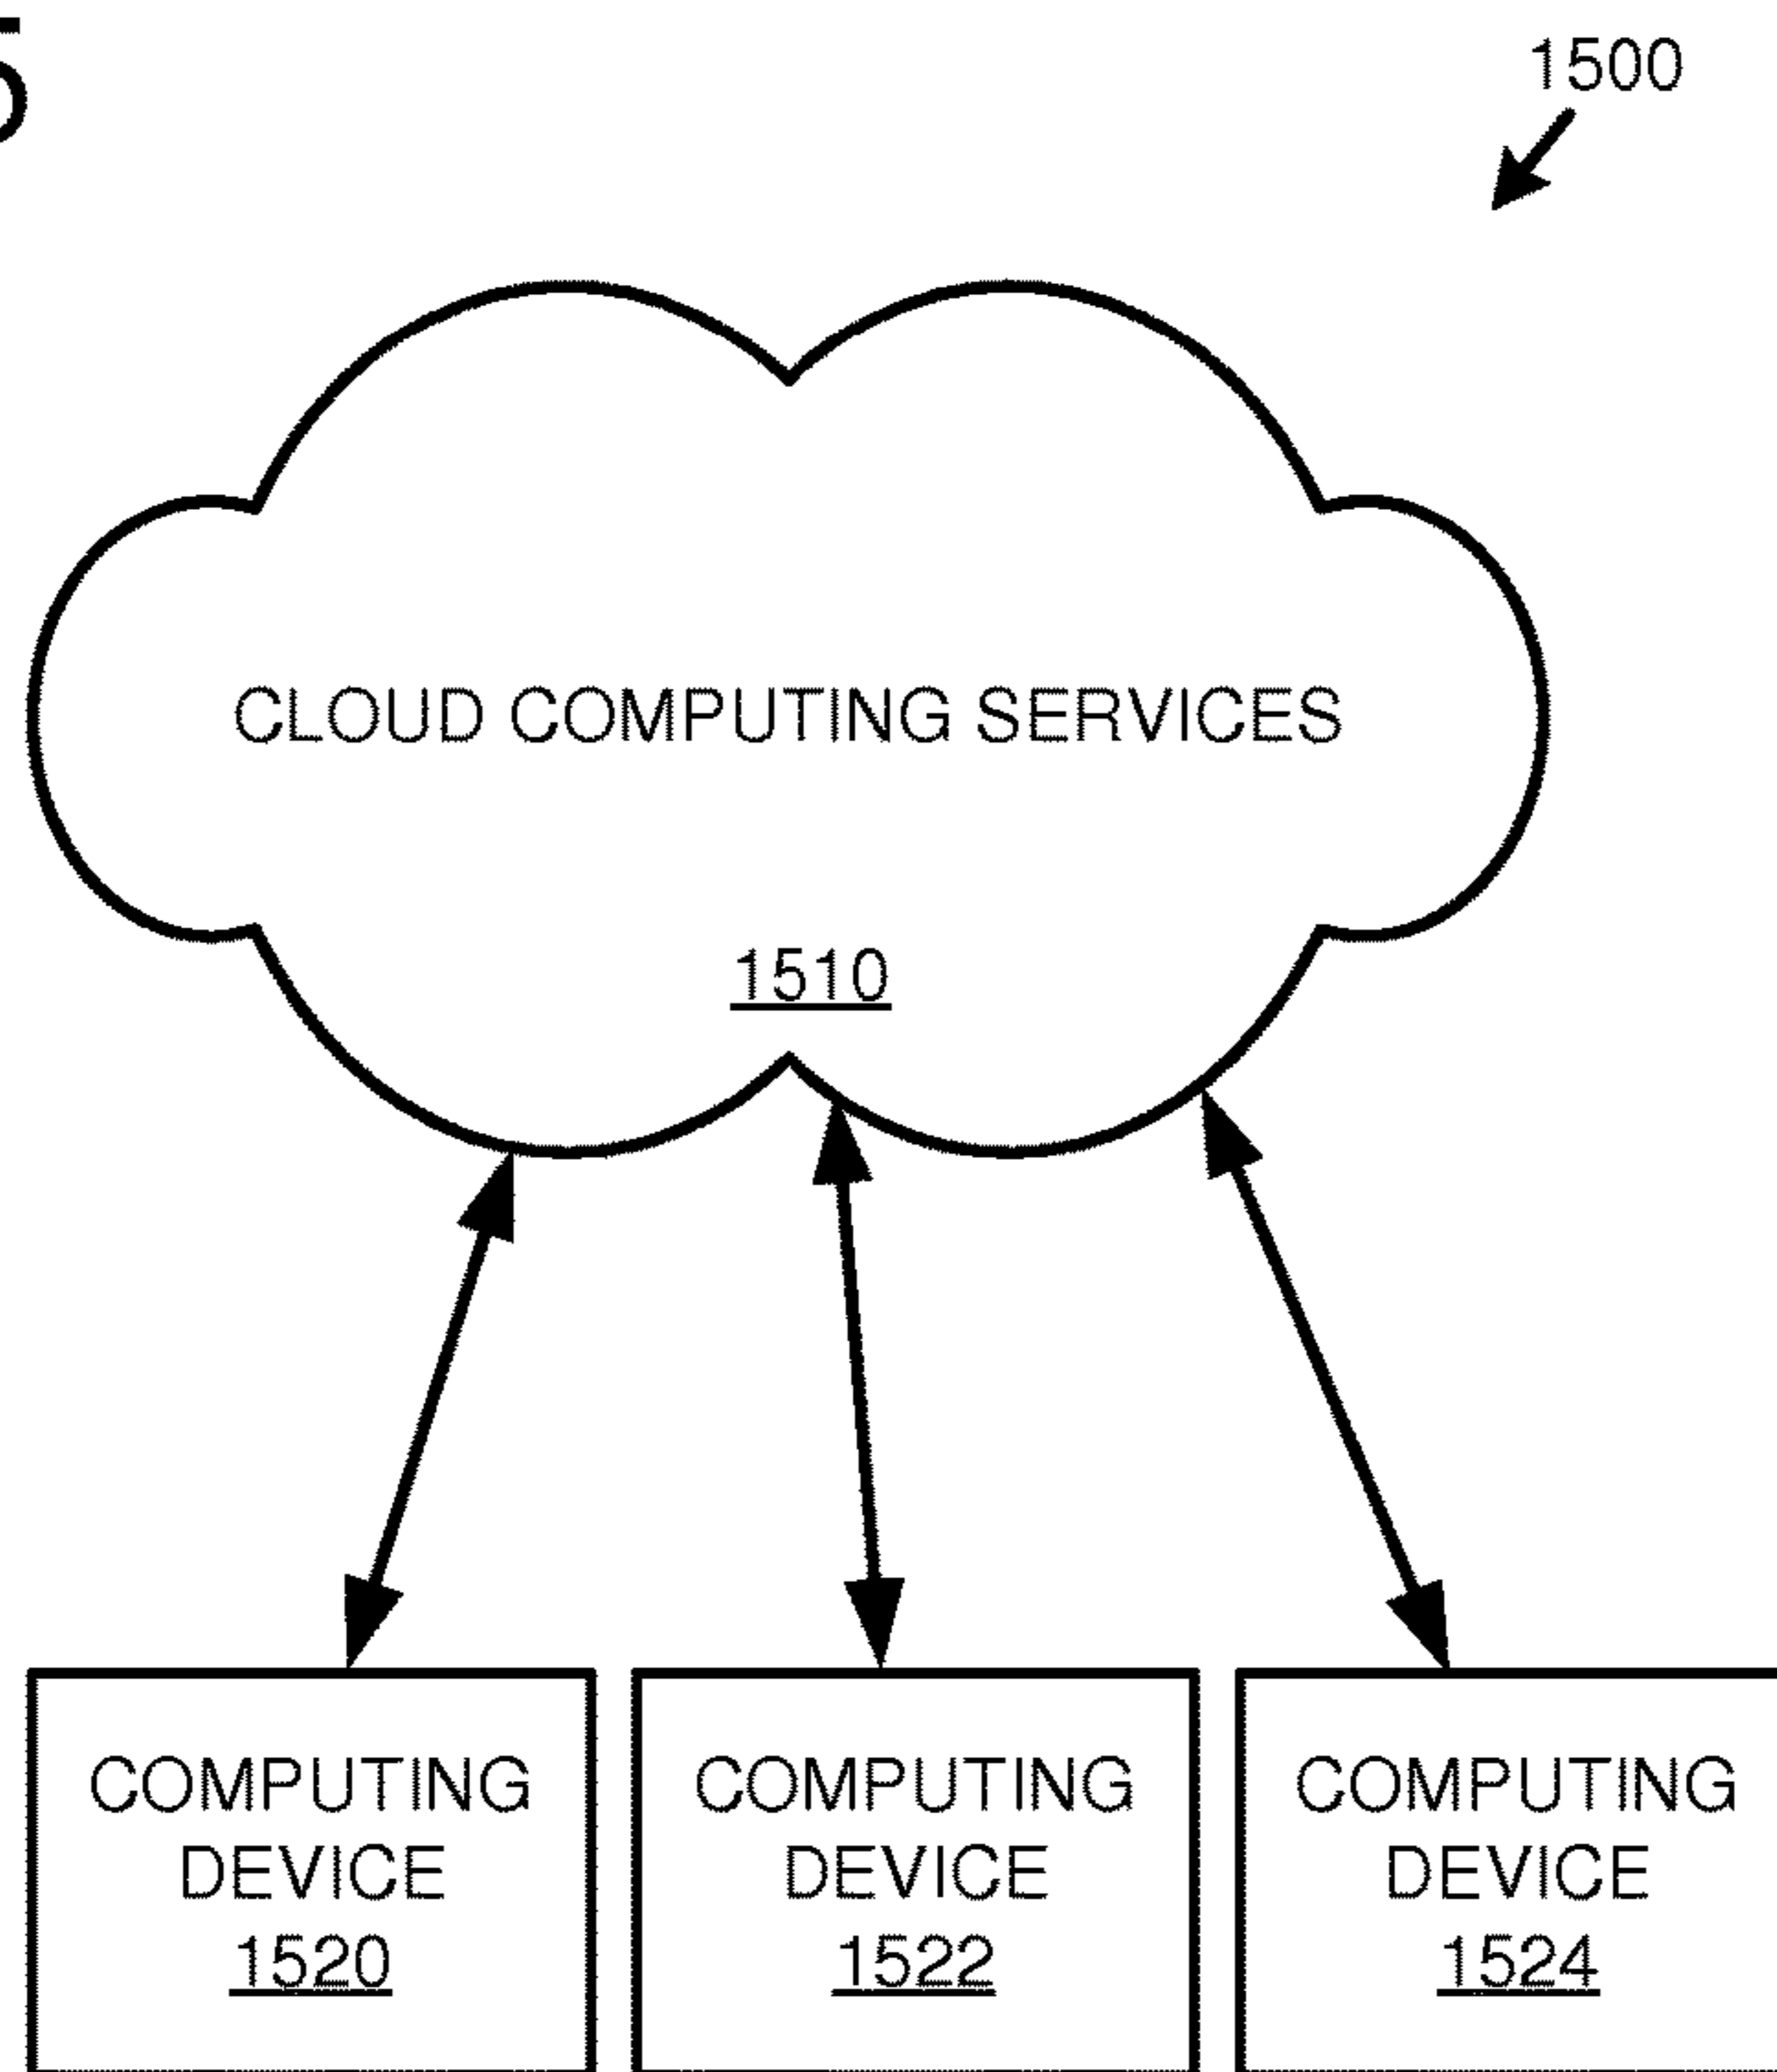 5
1500
CLOUD COMPUTING SERVICES
1510
COMPUTING
DEVICE
1520
COMPUTING
DEVICE
1522
COMPUTING
DEVICE
1524